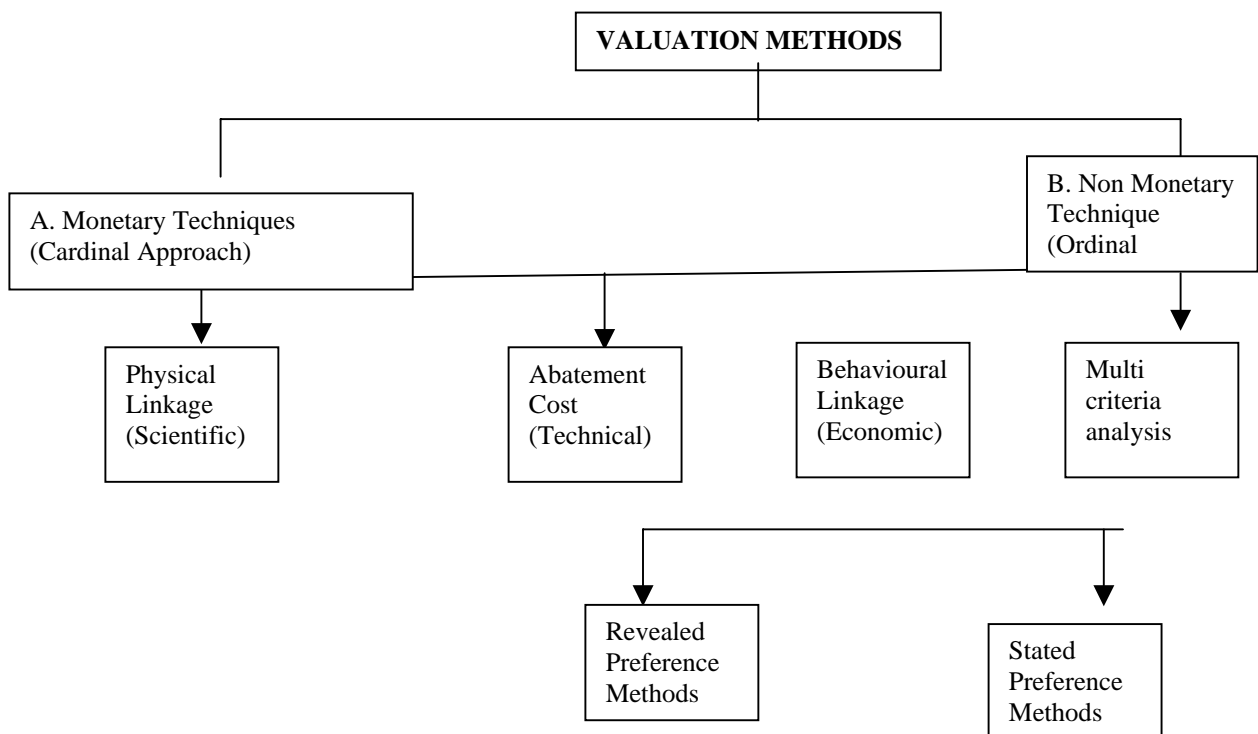 VALUATION METHODS
A. Monetary Techniques
(Cardinal Approach)
B. Non Monetary
Technique
(Ordinal
Physical
Linkage
(Scientific)
Abatement
Cost
(Technical)
Behavioural
Linkage
(Economic)
Multi
criteria
analysis
Revealed
Preference
Methods
Stated
Preference
Methods